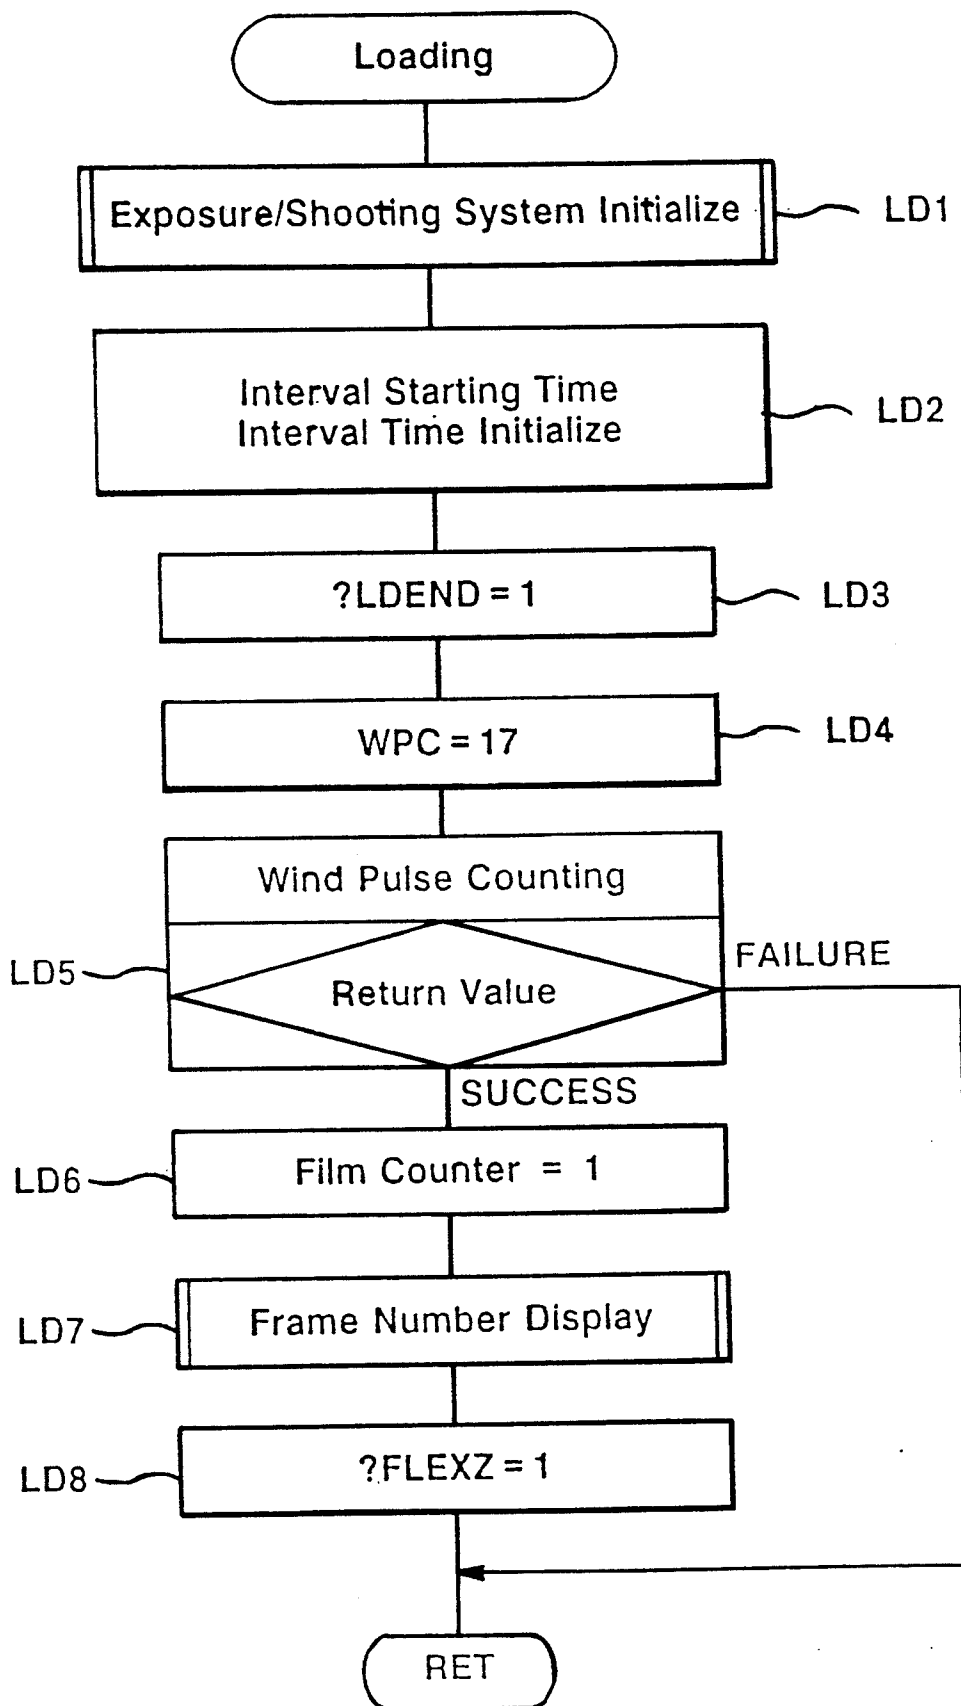 Loading
Exposure/Shooting System Initialize
LD1
Interval Starting Time
Interval Time Initialize
LD2
?LDEND = 1
LD3
WPC = 17
LD4
Wind Pulse Counting
LD5
Return Value
FAILURE
SUCCESS
Film Counter = 1
LD6
Frame Number Display
LD7
?FLEXZ = 1
LD8
RET